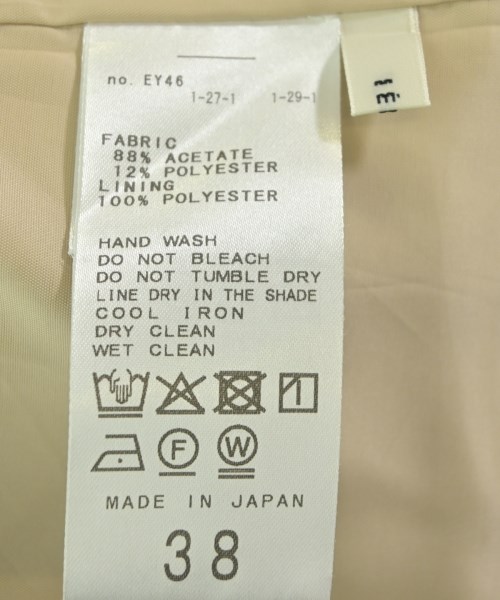 no. EY46
1-27-1 1-29-1
FABRIC
88% ACETATE
12% POLYESTER
LINING
100% POLYESTER
HAND WASH
DO NOT BLEACH
DO NOT TUMBLE DRY
LINE DRY IN THE SHADE
COOL IRON
DRY CLEAN
WET CLEAN
F W
MADE IN JAPAN
38